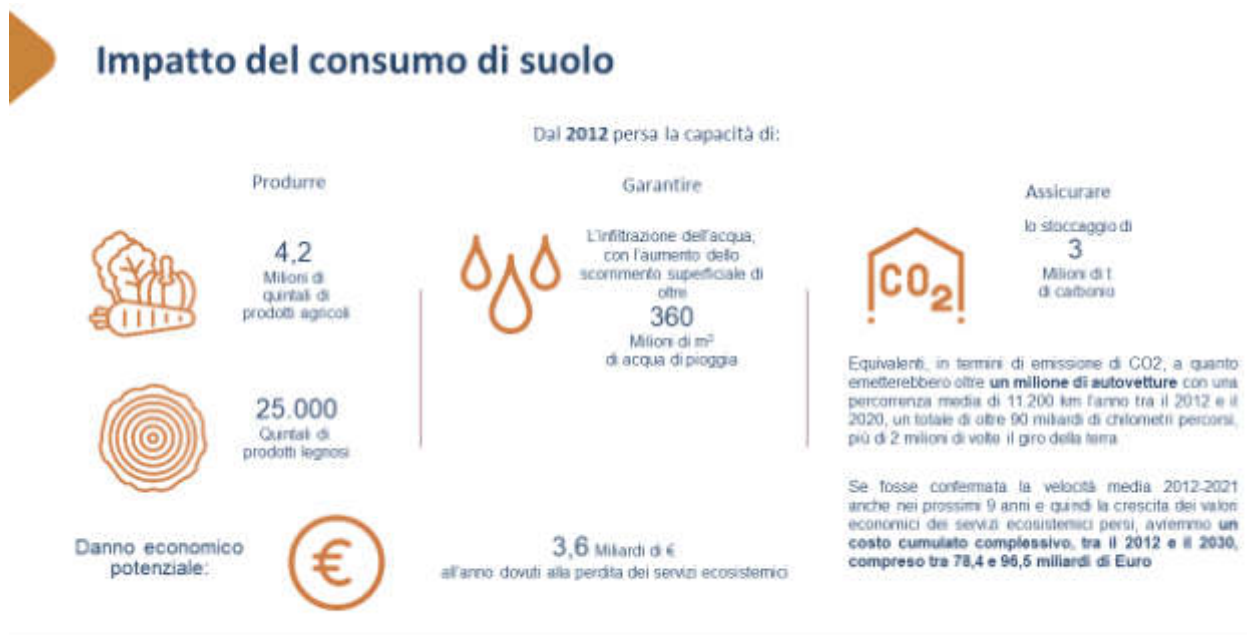 Impatto del consumo di suolo
Dal 2012 persa la capacità di:
Produrre
4,2
Milioni di
quintali di
prodotti agricoli
25.000
Quintali di
prodotti legnosi
Garantire
L'infiltrazione dell'acqua,
con l'aumento dello
scorrimento superficiale di
oltre
360
Milioni di m³
di acqua di pioggia
Assicurare
lo stoccaggio di
3
Milioni di t
di carbonio
CO2
Equivalenti, in termini di emissione di CO2, a quanto
emetterebbero oltre un milione di autovetture con una
percorrenza media di 11.200 km l'anno tra il 2012 e il
2020, un totale di oltre 90 miliardi di chilometri percorsi,
più di 2 milioni di volte il giro della terra
Se fosse confermata la velocità media 2012-2021
anche nei prossimi 9 anni e quindi la crescita dei valori
economici dei servizi ecosistemici persi, avremmo un
costo cumulato complessivo, tra il 2012 e il 2030,
compreso tra 78,4 e 96,5 miliardi di Euro
Danno economico
potenziale:
€
3,6 Miliardi di €
all'anno dovuti alla perdita dei servizi ecosistemici